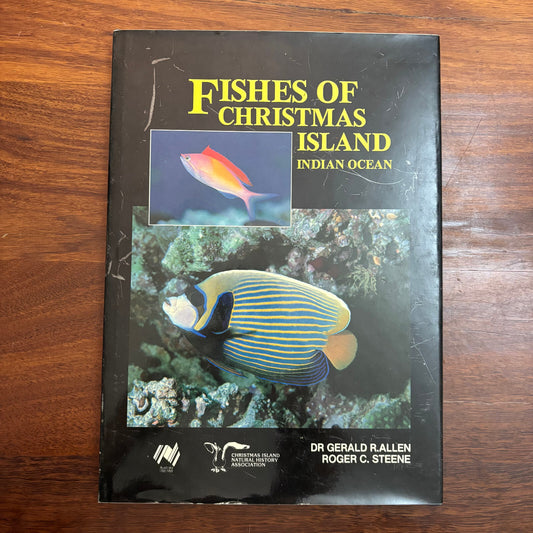 FISHES OF
CHRISTMAS
ISLAND
INDIAN OCEAN
DR GERALD R.ALLEN
ROGER C. STEENE
CHRISTMAS ISLAND
NATURAL HISTORY
ASSOCIATION